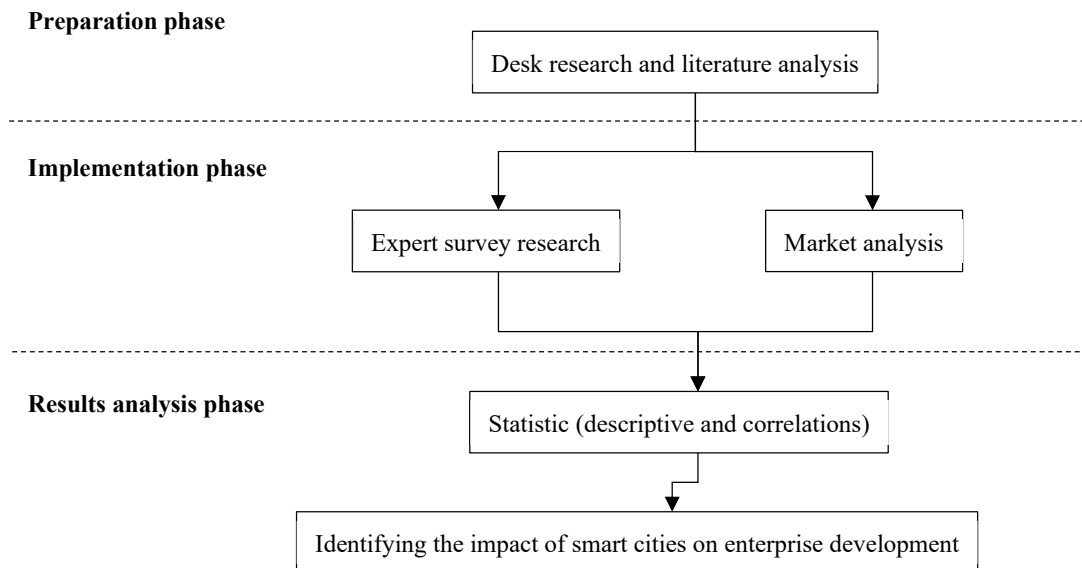 Preparation phase
Desk research and literature analysis
Implementation phase
Expert survey research
Market analysis
Results analysis phase
Statistic (descriptive and correlations)
Identifying the impact of smart cities on enterprise development